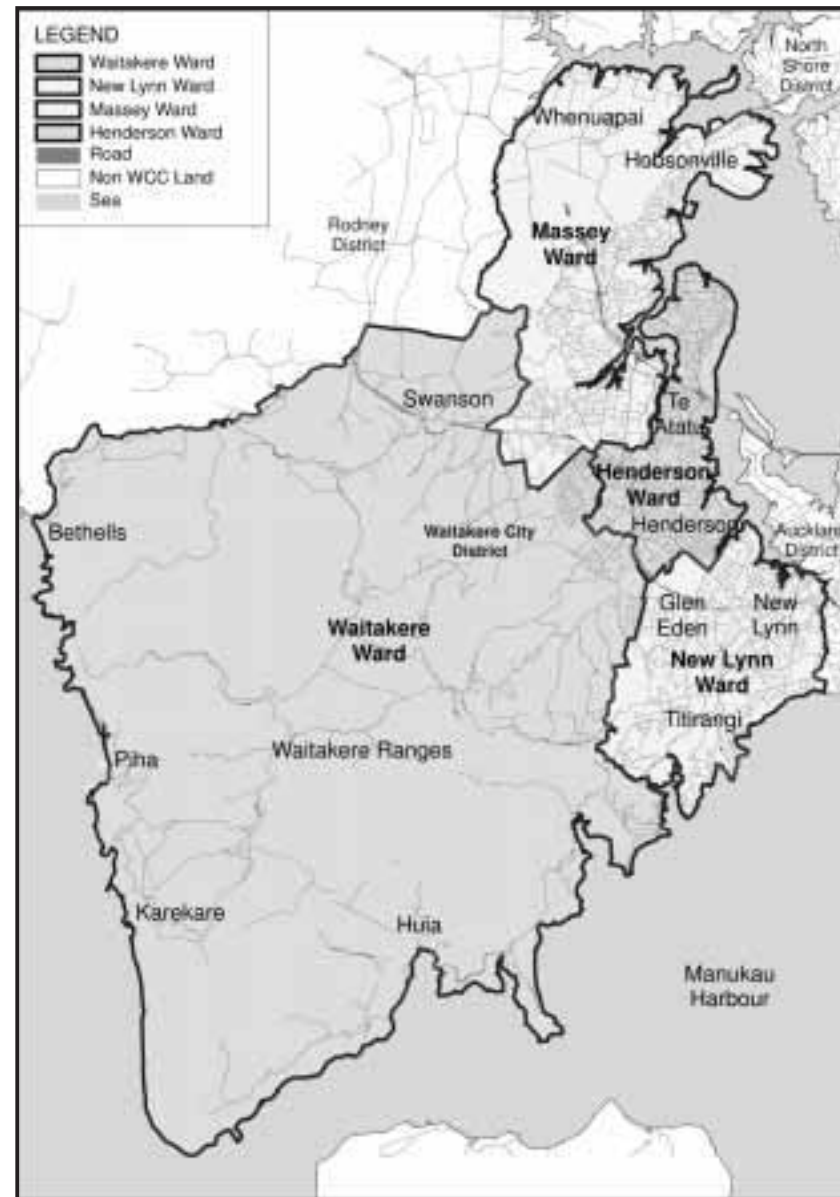 LEGEND
Waitakere Ward
New Lynn Ward
Massey Ward
Henderson Ward
Road
Non WCC Land
Sea
North
Shore
District
Whenuapai
Hobsonville
Rodney
District
Massey
Ward
Swanson
Te
Atatu
Henderson
Ward
Henderson
Bethells
Waitakere City
District
Auckland
District
Glen
Eden
New
Lynn
Waitakere
Ward
New Lynn
Ward
Titirangi
Piha
Waitakere Ranges
Karekare
Huia
Manukau
Harbour